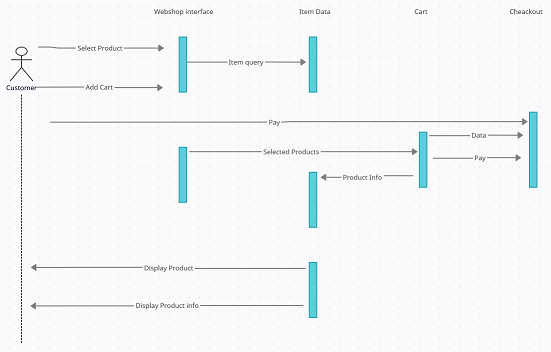 Webshop interface
Item Data
Cart
Cheackout
Select Product
Item query
Customer
Add Cart
Pay
Data
Selected Products
Pay
Product Info
Display Product
Display Product info